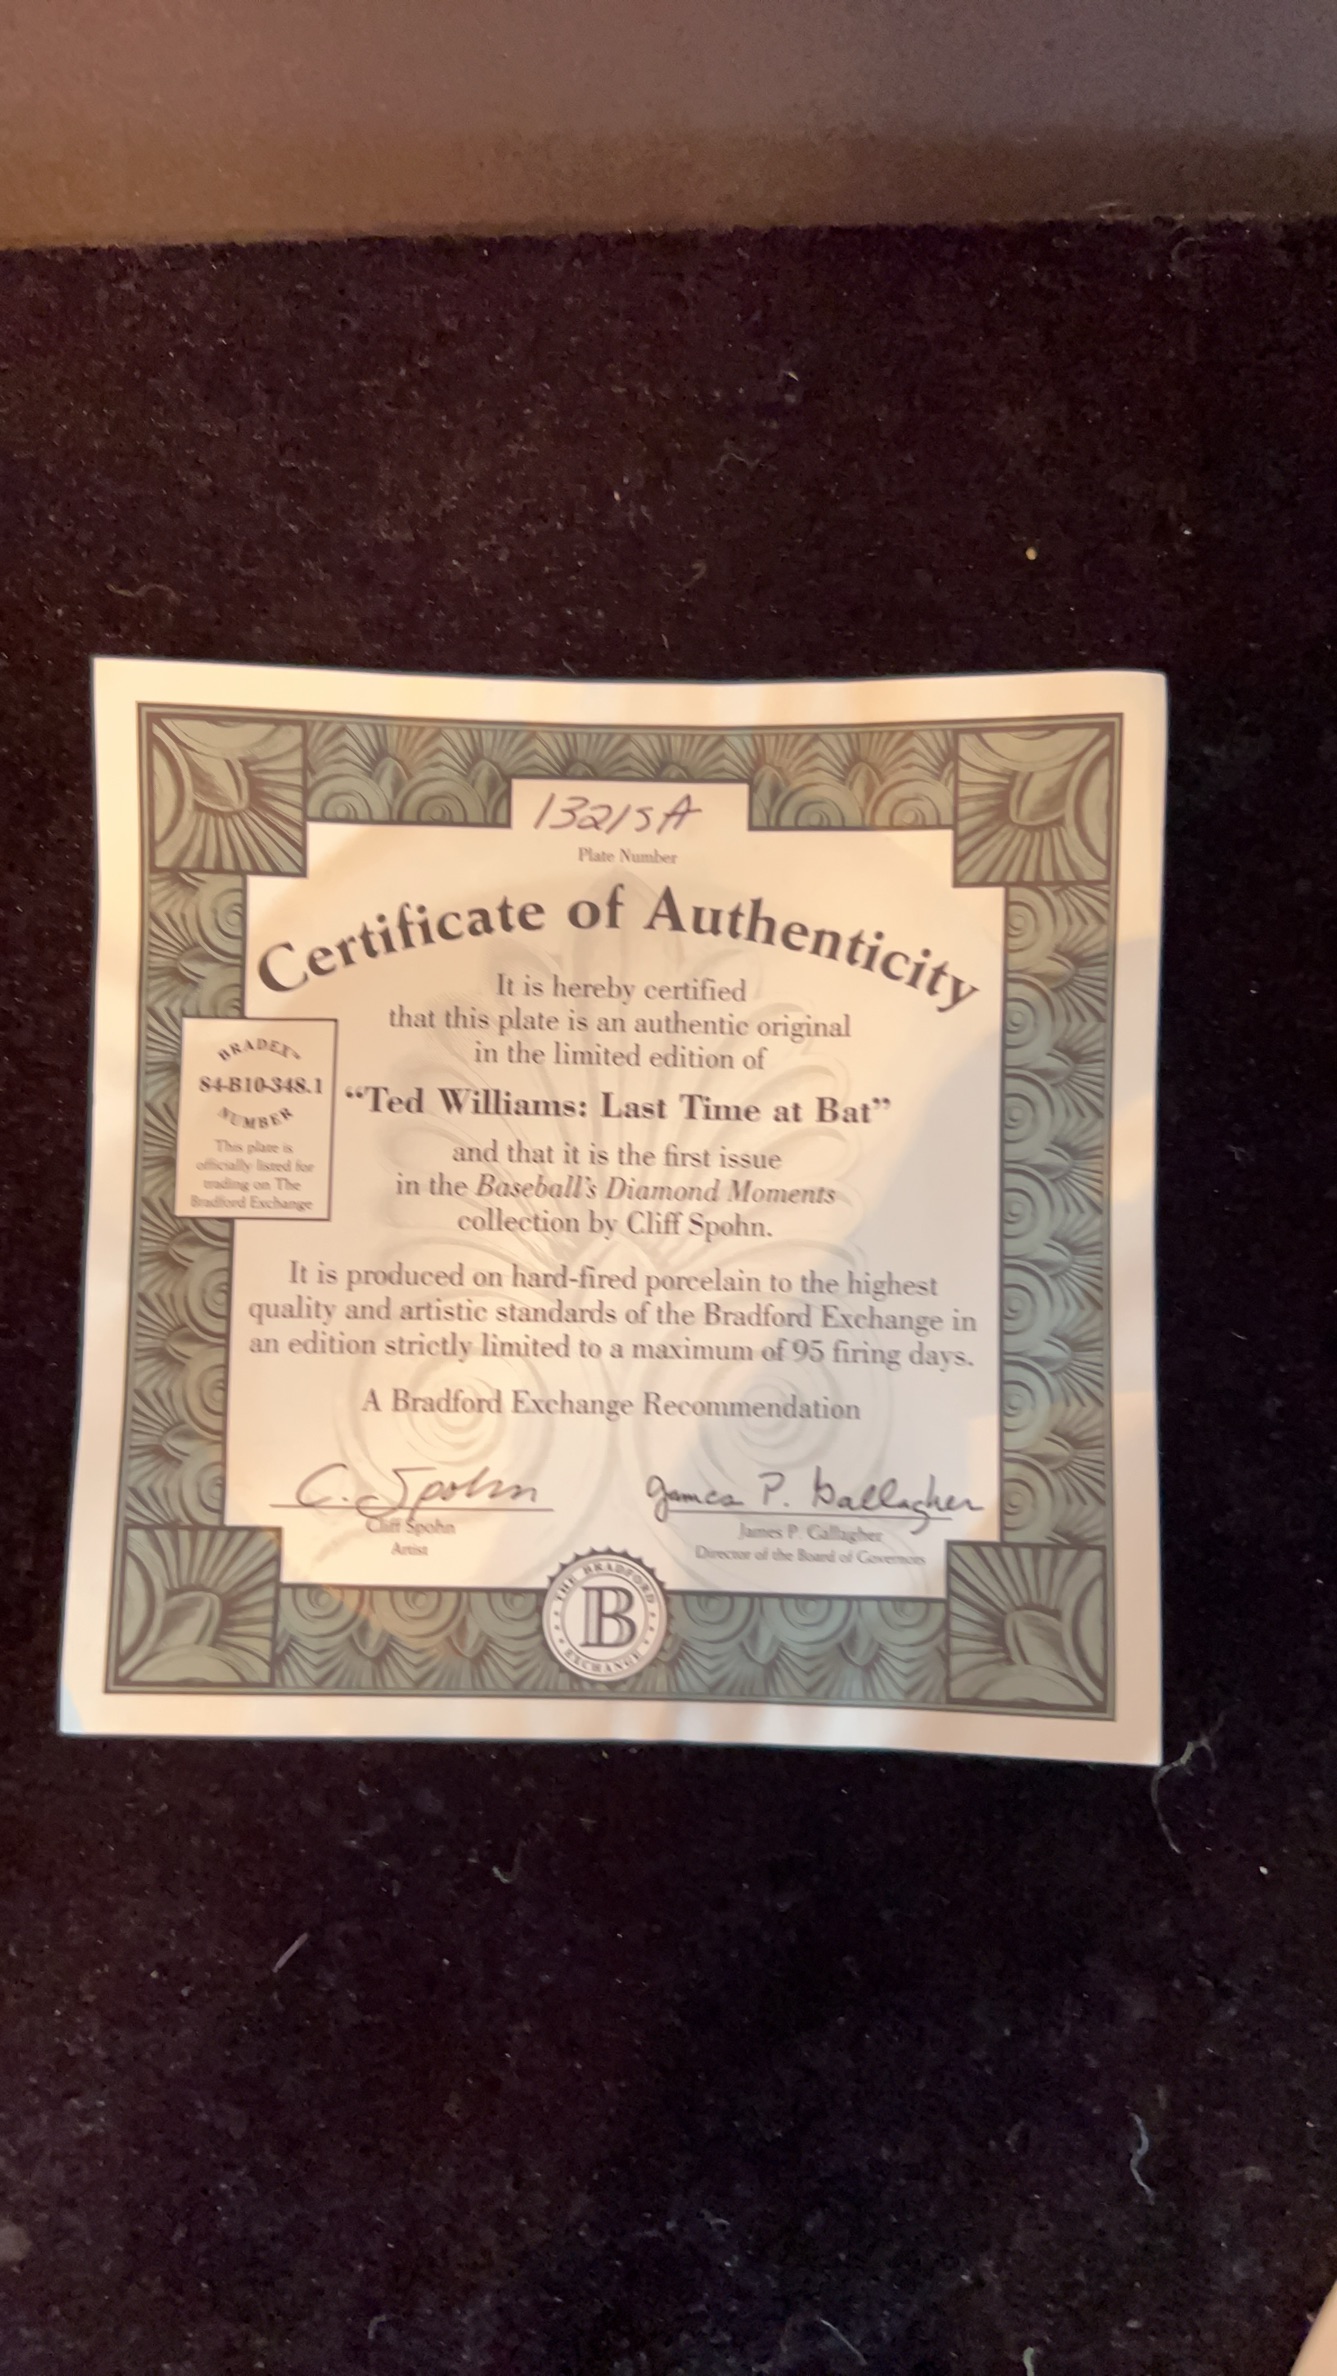 13215A
Plate Number
Certificate of Authenticity
It is hereby certified
that this plate is an authentic original
in the limited edition of
“Ted Williams: Last Time at Bat”
and that it is the first issue
in the Baseball's Diamond Moments
collection by Cliff Spohn.
BRADEX
84-B10-348.1
NUMBER
This plate is
officially listed for
trading on The
Bradford Exchange
It is produced on hard-fired porcelain to the highest
quality and artistic standards of the Bradford Exchange in
an edition strictly limited to a maximum of 95 firing days.
A Bradford Exchange Recommendation
C. Spohn
Cliff Spohn
Artist
James P. Gallagher
James P. Gallagher
Director of the Board of Governors
THE BRADFORD
B
EXCHANGE